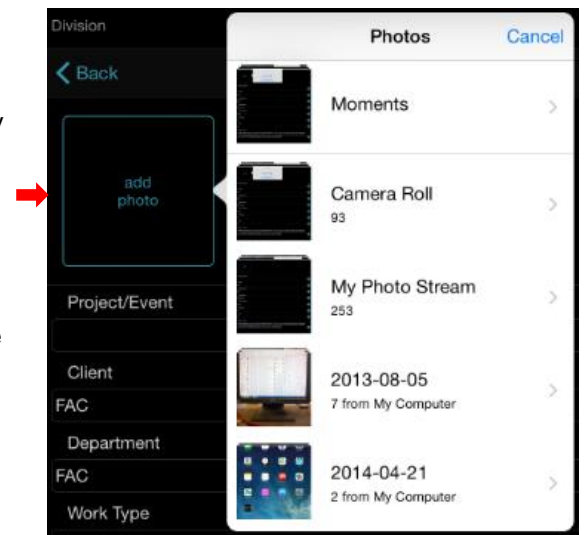 Division
Back
add
photo
Project/Event
Client
FAC
Department
FAC
Work Type
Photos
Cancel
Moments
Camera Roll
93
My Photo Stream
253
2013-08-05
7 from My Computer
2014-04-21
2 from My Computer